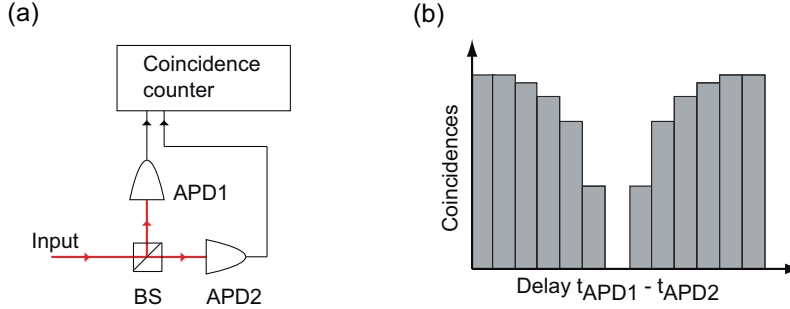 (a)
Coincidence
counter
APD1
Input
BS
APD2
(b)
Coincidences
Delay tAPD1 - tAPD2